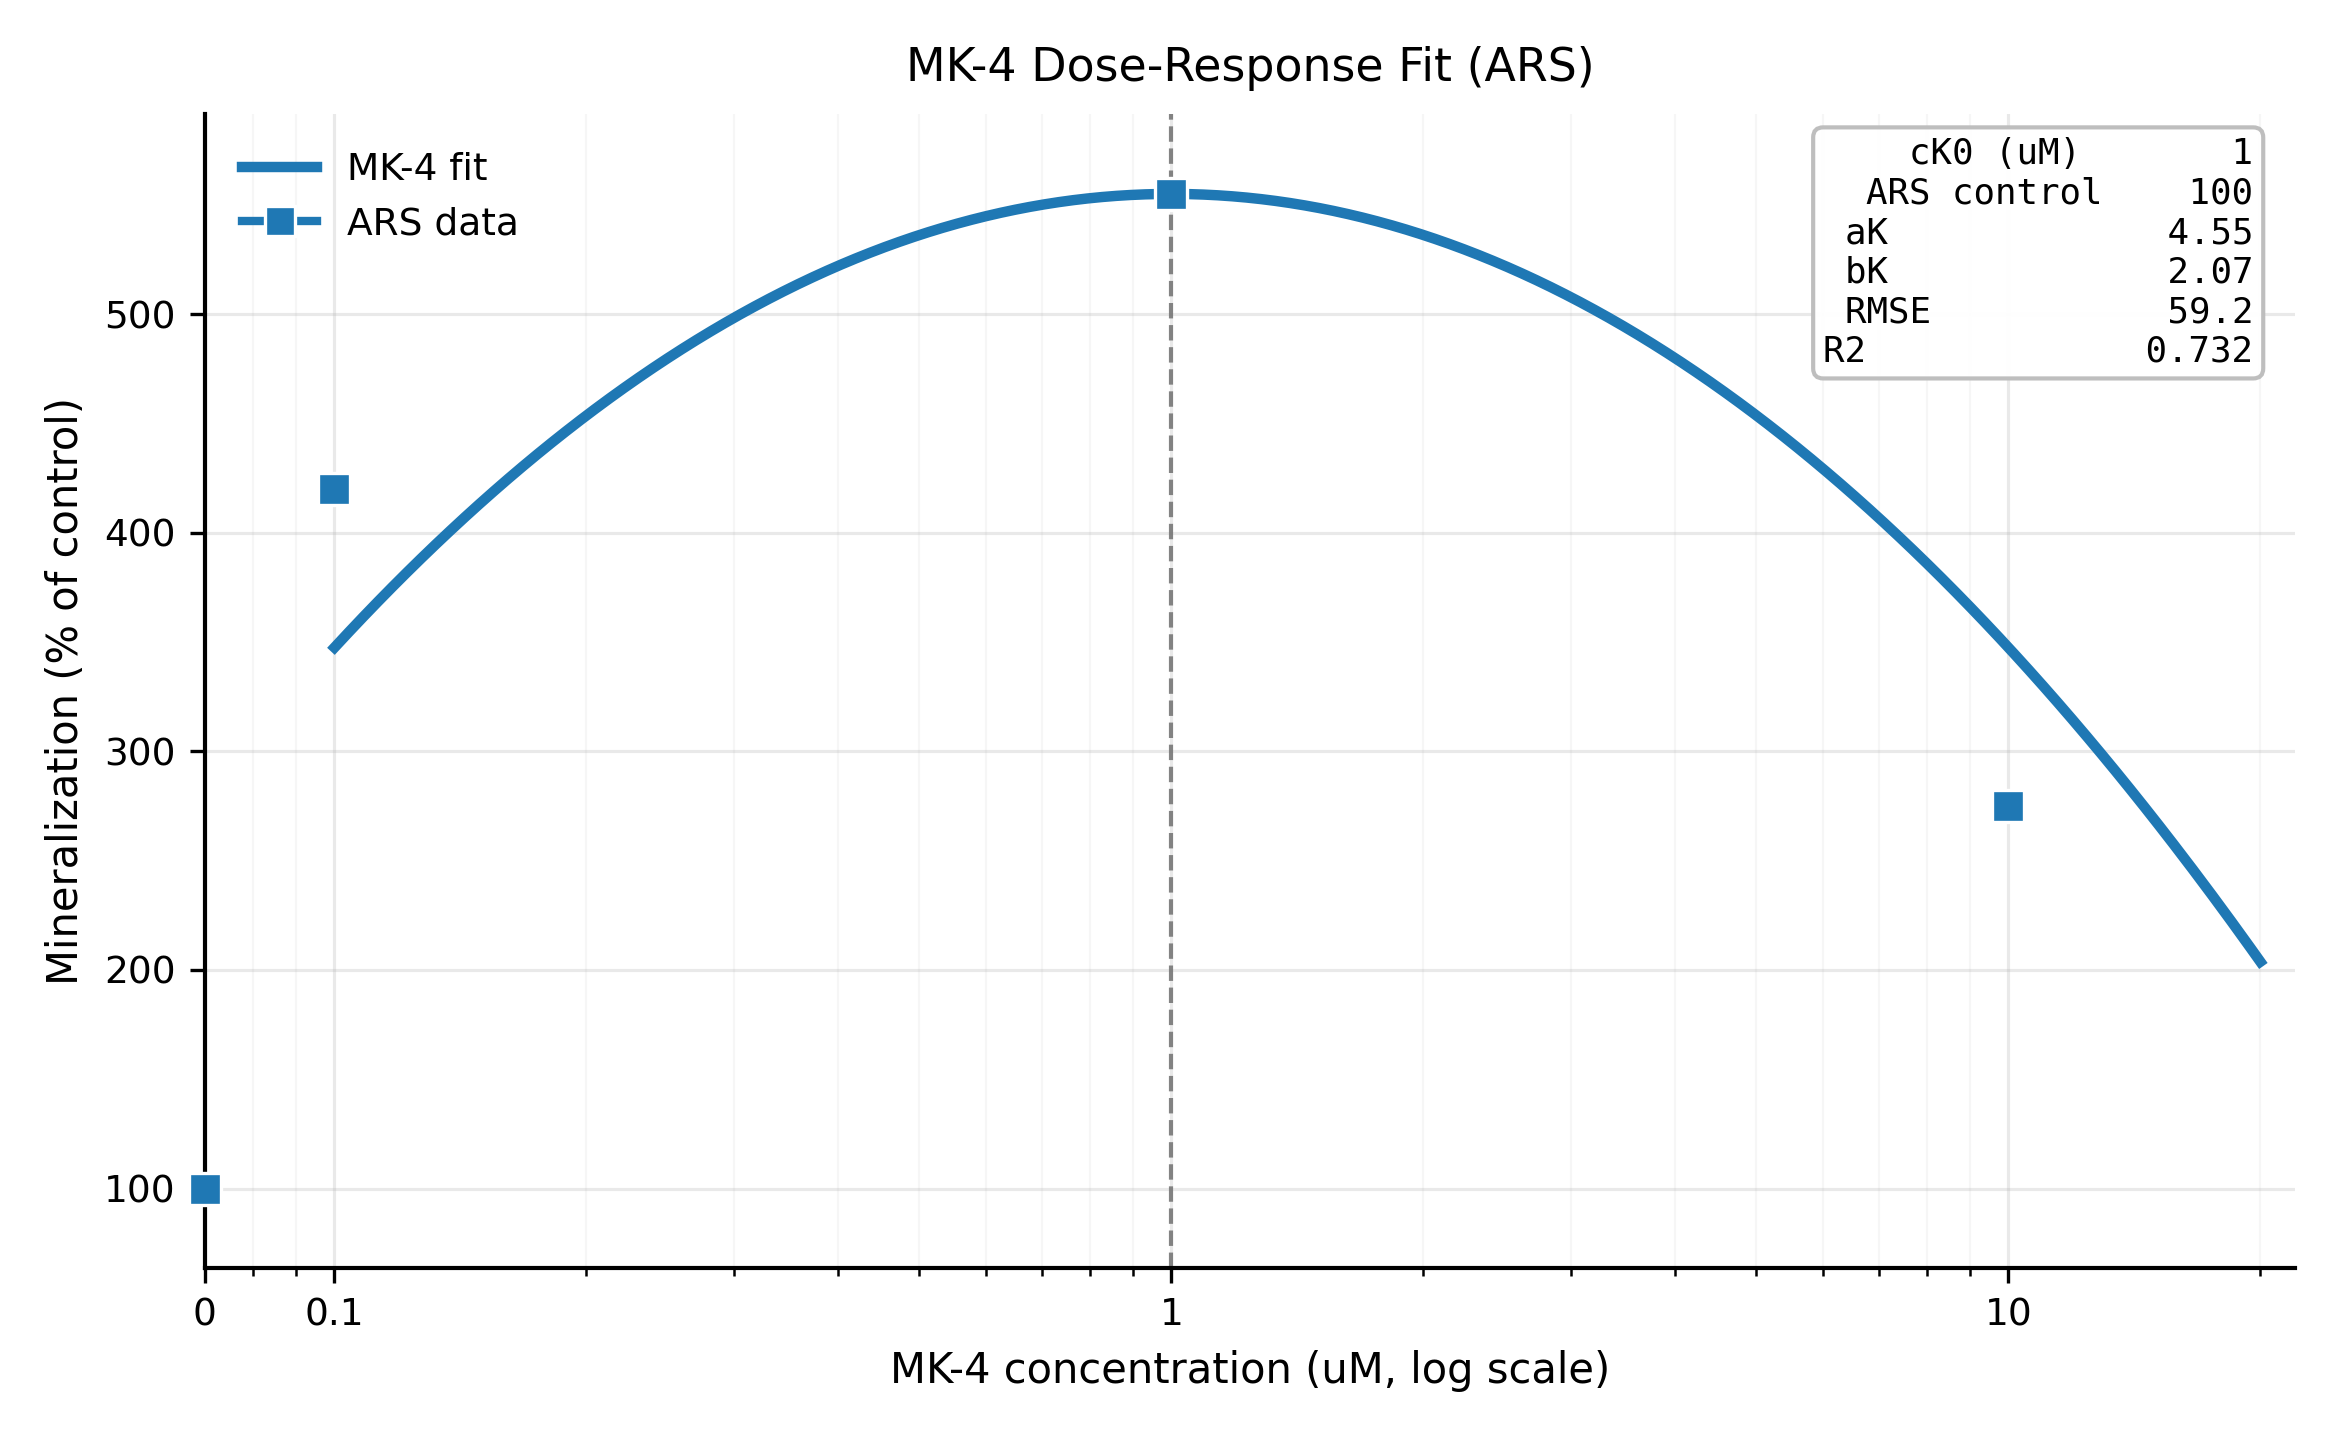 MK-4 Dose-Response Fit (ARS)
MK-4 fit
ARS data
cK0 (uM) 1
ARS control 100
aK 4.55
bK 2.07
RMSE 59.2
R2 0.732
Mineralization (% of control)
500
400
300
200
100
0 0.1 1 10
MK-4 concentration (uM, log scale)